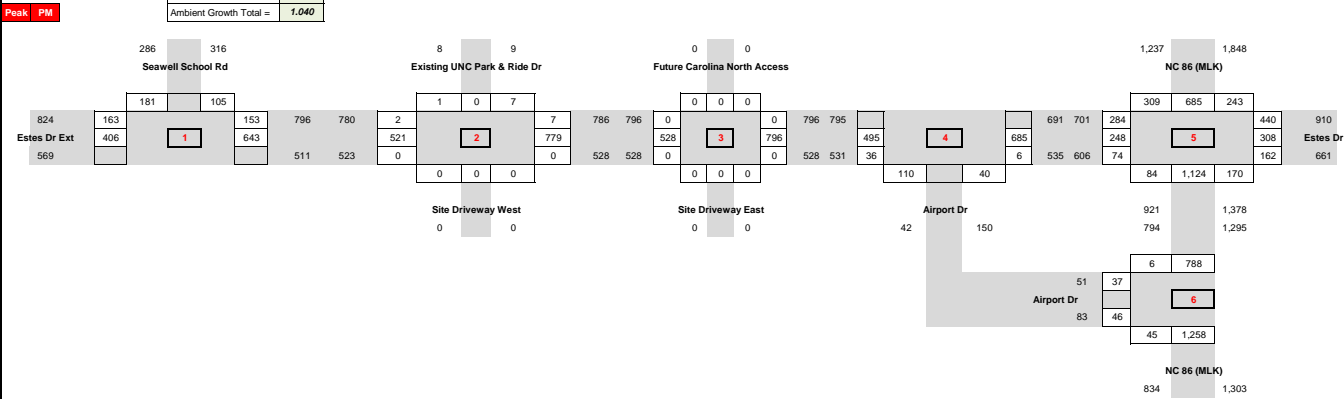 Peak PM
Ambient Growth Total = 1.040
286 316 8 9 0 0 1,237 1,848
Seawell School Rd Existing UNC Park & Ride Dr Future Carolina North Access NC 86 (MLK)
181 105 1 0 7 0 0 0 309 685 243
824 163 153 796 780 2 7 786 796 0 0 796 795 691 701 284 440 910
Estes Dr Ext 406 1 643 521 2 779 528 3 796 495 4 685 248 5 308 Estes Dr
569 511 523 0 0 528 528 0 0 528 531 36 6 535 606 74 162 661
0 0 0 0 0 0 110 40 84 1,124 170
Site Driveway West Site Driveway East Airport Dr 921 1,378
0 0 0 0 42 150 794 1,295
6 788
51 37
Airport Dr 6
83 46
45 1,258
NC 86 (MLK)
834 1,303